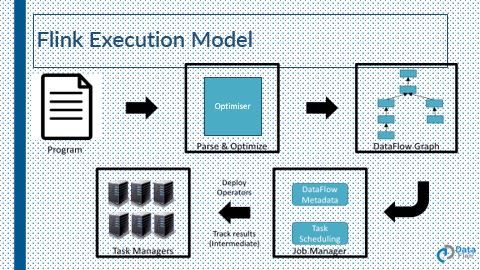 Flink Execution Model
Optimiser
Program
Parse & Optimize
DataFlow Graph
Deploy
Operators
Track results
(Intermediate)
Task Managers
DataFlow
Metadata
Task
Scheduling
Job Manager
Data
Flair